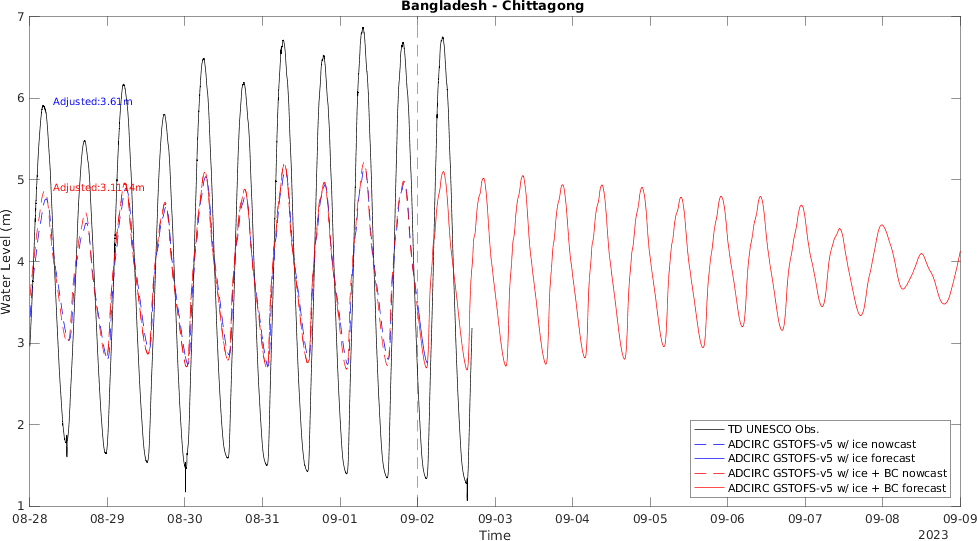 Bangladesh - Chittagong
7
6
5
4
3
2
1
Water Level (m)
Adjusted:3.61m
Adjusted:3.1114m
TD UNESCO Obs.
ADCIRC GSTOFS-v5 w/ ice nowcast
ADCIRC GSTOFS-v5 w/ ice forecast
ADCIRC GSTOFS-v5 w/ ice + BC nowcast
ADCIRC GSTOFS-v5 w/ ice + BC forecast
08-28 08-29 08-30 08-31 09-01 09-02 09-03 09-04 09-05 09-06 09-07 09-08 09-09
Time
2023